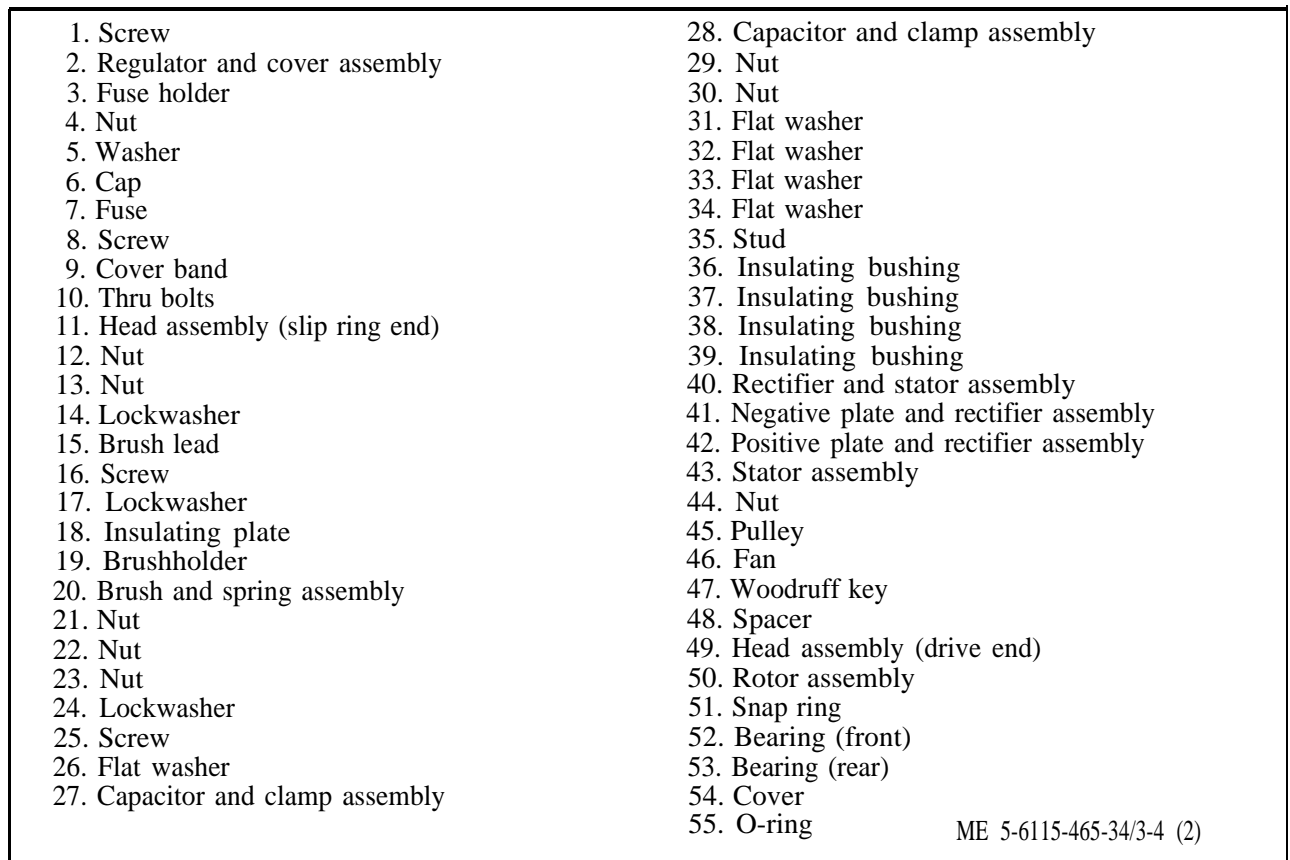 1. Screw
2. Regulator and cover assembly
3. Fuse holder
4. Nut
5. Washer
6. Cap
7. Fuse
8. Screw
9. Cover band
10. Thru bolts
11. Head assembly (slip ring end)
12. Nut
13. Nut
14. Lockwasher
15. Brush lead
16. Screw
17. Lockwasher
18. Insulating plate
19. Brushholder
20. Brush and spring assembly
21. Nut
22. Nut
23. Nut
24. Lockwasher
25. Screw
26. Flat washer
27. Capacitor and clamp assembly
28. Capacitor and clamp assembly
29. Nut
30. Nut
31. Flat washer
32. Flat washer
33. Flat washer
34. Flat washer
35. Stud
36. Insulating bushing
37. Insulating bushing
38. Insulating bushing
39. Insulating bushing
40. Rectifier and stator assembly
41. Negative plate and rectifier assembly
42. Positive plate and rectifier assembly
43. Stator assembly
44. Nut
45. Pulley
46. Fan
47. Woodruff key
48. Spacer
49. Head assembly (drive end)
50. Rotor assembly
51. Snap ring
52. Bearing (front)
53. Bearing (rear)
54. Cover
55. O-ring
ME 5-6115-465-34/3-4 (2)